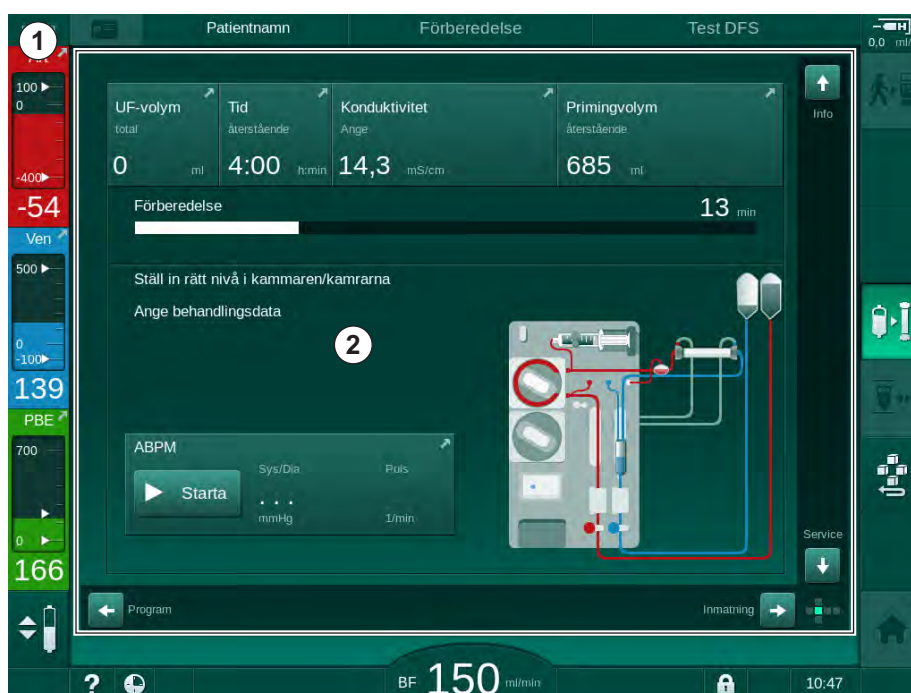 1
Patientnamn
Förberedelse
Test DFS
0,0 ml/
100
0
-400
-54
Ven
500
0
-100
139
PBE
700
0
166
UF-volym
total
0 ml
Tid
återstående
4:00 h:min
Konduktivitet
Ange
14,3 mS/cm
Primingvolym
återstående
685 ml
Förberedelse
13 min
Ställ in rätt nivå i kammaren/kamrarna
Ange behandlingsdata
2
ABPM
Starta
Sys/Dia
. . .
mmHg
Puls
1/min
Info
Service
Program
Inmatning
? BF 150 ml/min 10:47